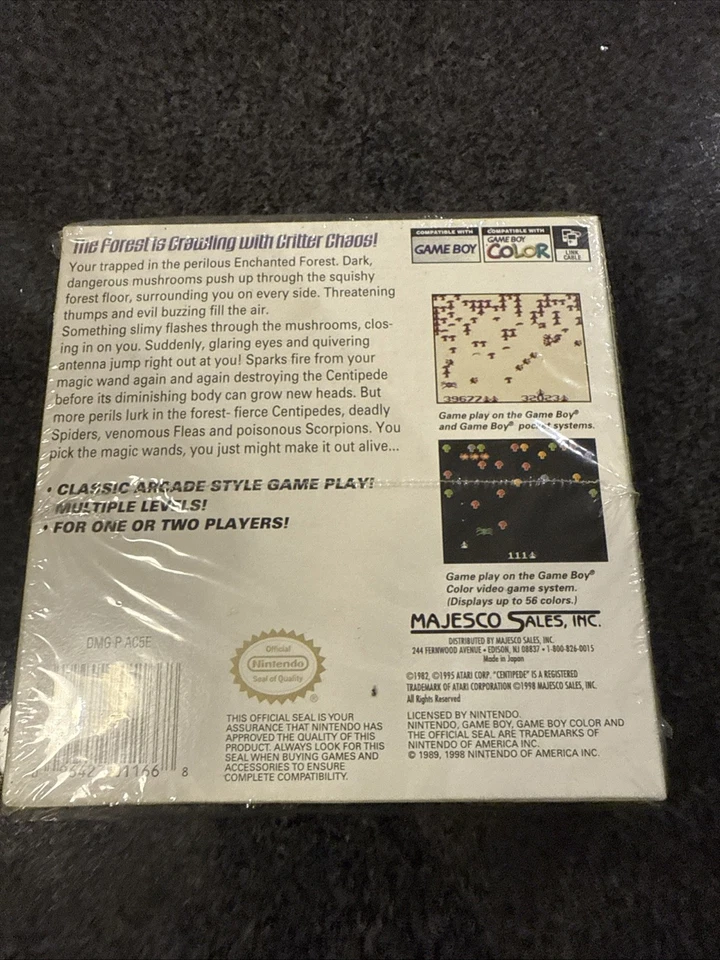 The Forest is Crawling with Critter Chaos!
Your trapped in the perilous Enchanted Forest. Dark,
dangerous mushrooms push up through the squishy
forest floor, surrounding you on every side. Threatening
thumps and evil buzzing fill the air.
Something slimy flashes through the mushrooms, clos-
ing in on you. Suddenly, glaring eyes and quivering
antenna jump right out at you! Sparks fire from your
magic wand again and again destroying the Centipede
before its diminishing body can grow new heads. But
more perils lurk in the forest- fierce Centipedes, deadly
Spiders, venomous Fleas and poisonous Scorpions. You
pick the magic wands, you just might make it out alive...
• CLASSIC ARCADE STYLE GAME PLAY!
MULTIPLE LEVELS!
• FOR ONE OR TWO PLAYERS!
COMPATIBLE WITH
GAME BOY
COMPATIBLE WITH
GAME BOY
COLOR
LINK
CABLE
39677
32023
Game play on the Game Boy®
and Game Boy® pocket systems.
111
Game play on the Game Boy®
Color video game system.
(Displays up to 56 colors.)
MAJESCO SALES, INC.
DISTRIBUTED BY MAJESCO SALES, INC.
244 FERNWOOD AVENUE • EDISON, NJ 08837 • 1-800-826-0015
Made in Japan
©1982, ©1995 ATARI CORP. "CENTIPEDE" IS A REGISTERED
TRADEMARK OF ATARI CORPORATION ©1998 MAJESCO SALES, INC.
All Rights Reserved
LICENSED BY NINTENDO.
NINTENDO, GAME BOY, GAME BOY COLOR AND
THE OFFICIAL SEAL ARE TRADEMARKS OF
NINTENDO OF AMERICA INC.
© 1989, 1998 NINTENDO OF AMERICA INC.
DMG P AC5E
8
Official
Nintendo
Seal of Quality
®
THIS OFFICIAL SEAL IS YOUR
ASSURANCE THAT NINTENDO HAS
APPROVED THE QUALITY OF THIS
PRODUCT. ALWAYS LOOK FOR THIS
SEAL WHEN BUYING GAMES AND
ACCESSORIES TO ENSURE
COMPLETE COMPATIBILITY.